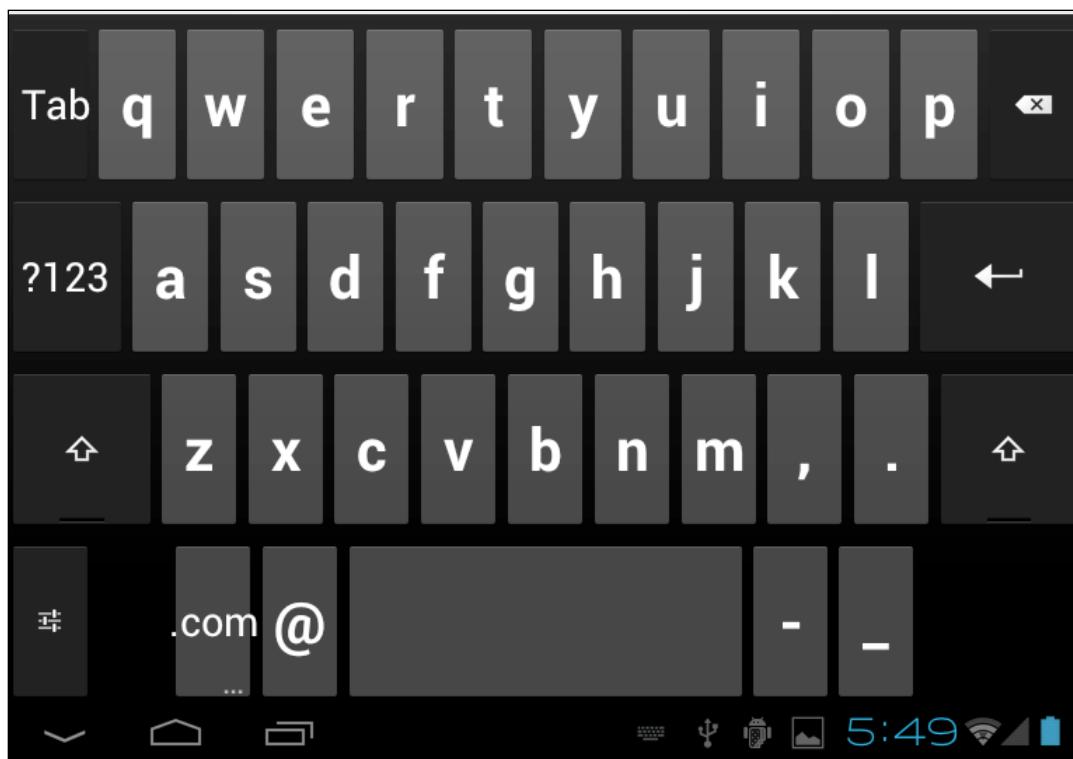 Tab q w e r t y u i o p
?123 a s d f g h j k l
z x c v b n m , .
.com @ - _
...
5:49